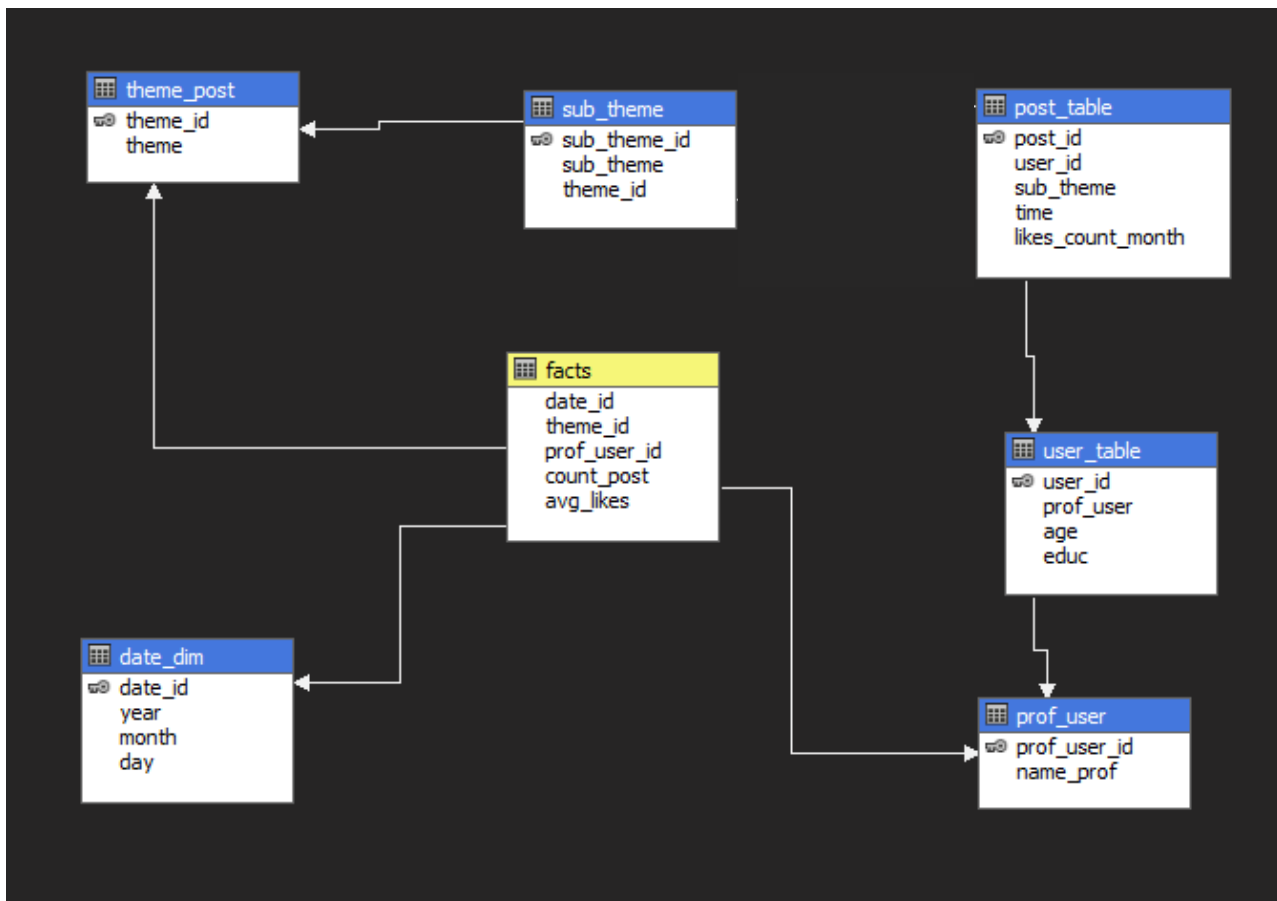 theme_post
theme_id
theme
sub_theme
sub_theme_id
sub_theme
theme_id
post_table
post_id
user_id
sub_theme
time
likes_count_month
facts
date_id
theme_id
prof_user_id
count_post
avg_likes
user_table
user_id
prof_user
age
educ
date_dim
date_id
year
month
day
prof_user
prof_user_id
name_prof